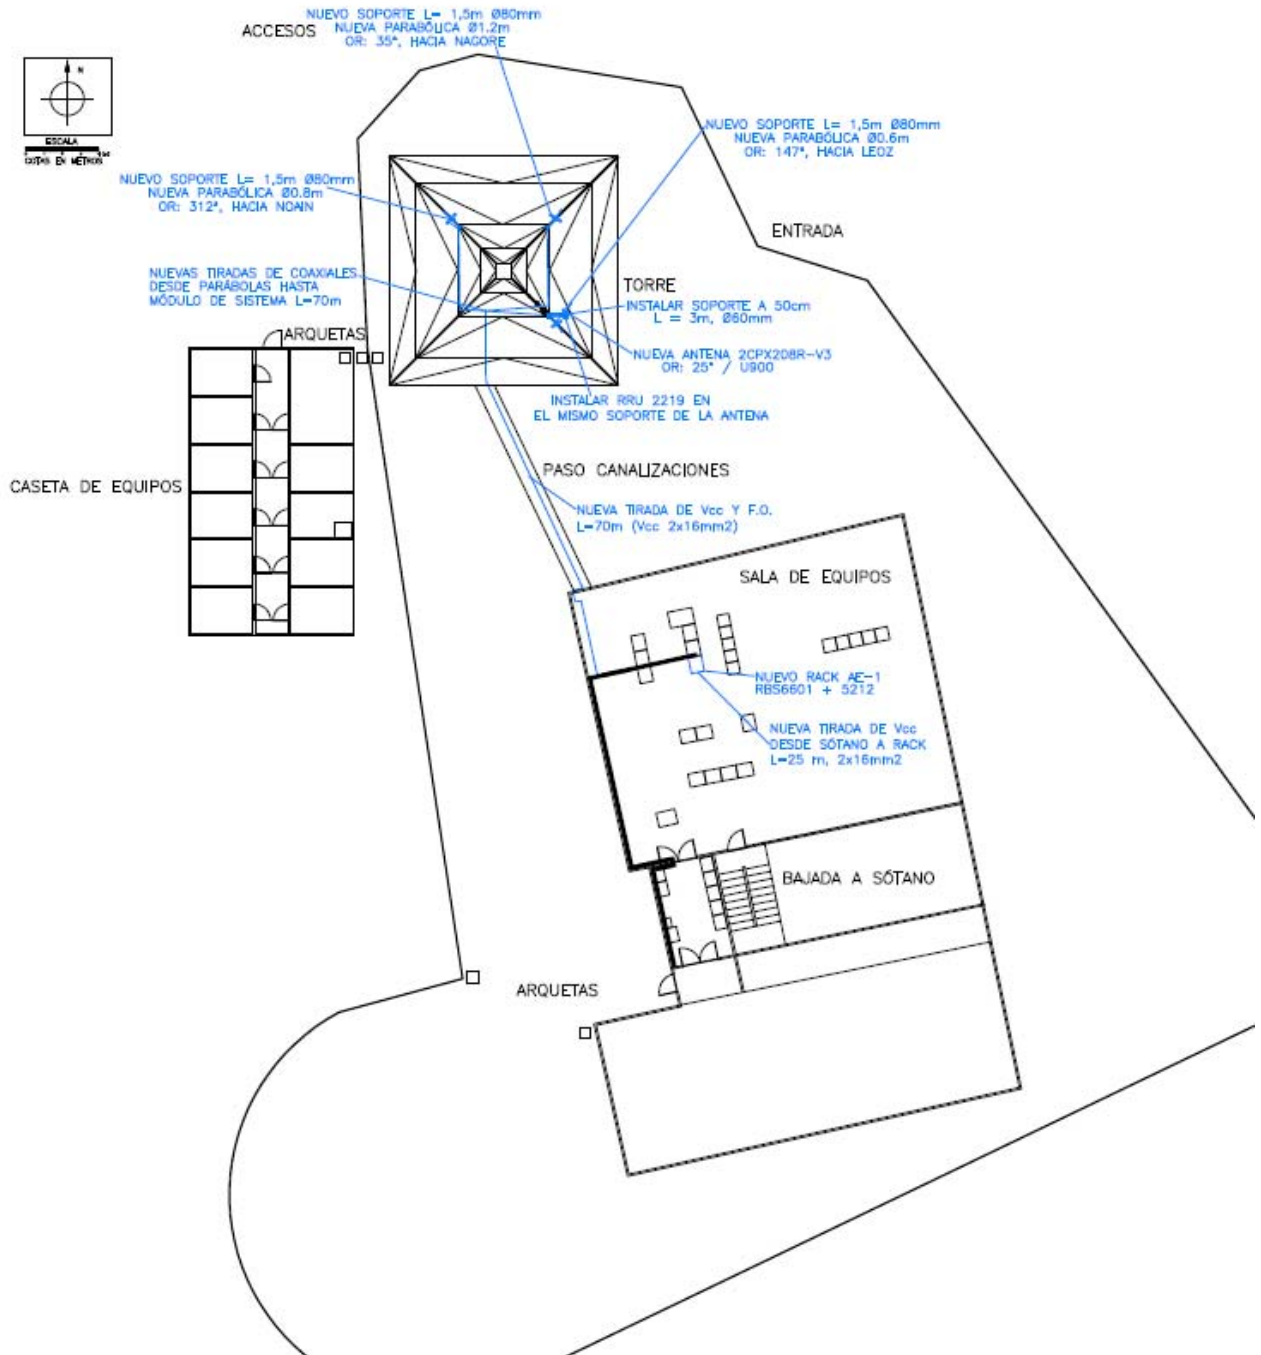 NUEVO SOPORTE L= 1,5m Ø80mm
NUEVA PARABÓLICA Ø1.2m
OR: 35º, HACIA NAGORE
ACCESOS
N
ESCALA
COTAS EN METROS
NUEVO SOPORTE L= 1,5m Ø80mm
NUEVA PARABÓLICA Ø0.6m
OR: 147º, HACIA LEOZ
NUEVO SOPORTE L= 1,5m Ø80mm
NUEVA PARABÓLICA Ø0.8m
OR: 312º, HACIA NOAIN
ENTRADA
NUEVAS TIRADAS DE COAXIALES
DESDE PARÁBOLAS HASTA
MÓDULO DE SISTEMA L=70m
TORRE
INSTALAR SOPORTE A 50cm
L = 3m, Ø60mm
ARQUETAS
NUEVA ANTENA 2CPX208R-V3
OR: 25º / U900
INSTALAR RRU 2219 EN
EL MISMO SOPORTE DE LA ANTENA
CASETA DE EQUIPOS
PASO CANALIZACIONES
NUEVA TIRADA DE Vcc Y F.O.
L=70m (Vcc 2x16mm2)
SALA DE EQUIPOS
NUEVO RACK AE-1
RBS6601 + 5212
NUEVA TIRADA DE Vcc
DESDE SÓTANO A RACK
L=25 m, 2x16mm2
BAJADA A SÓTANO
ARQUETAS